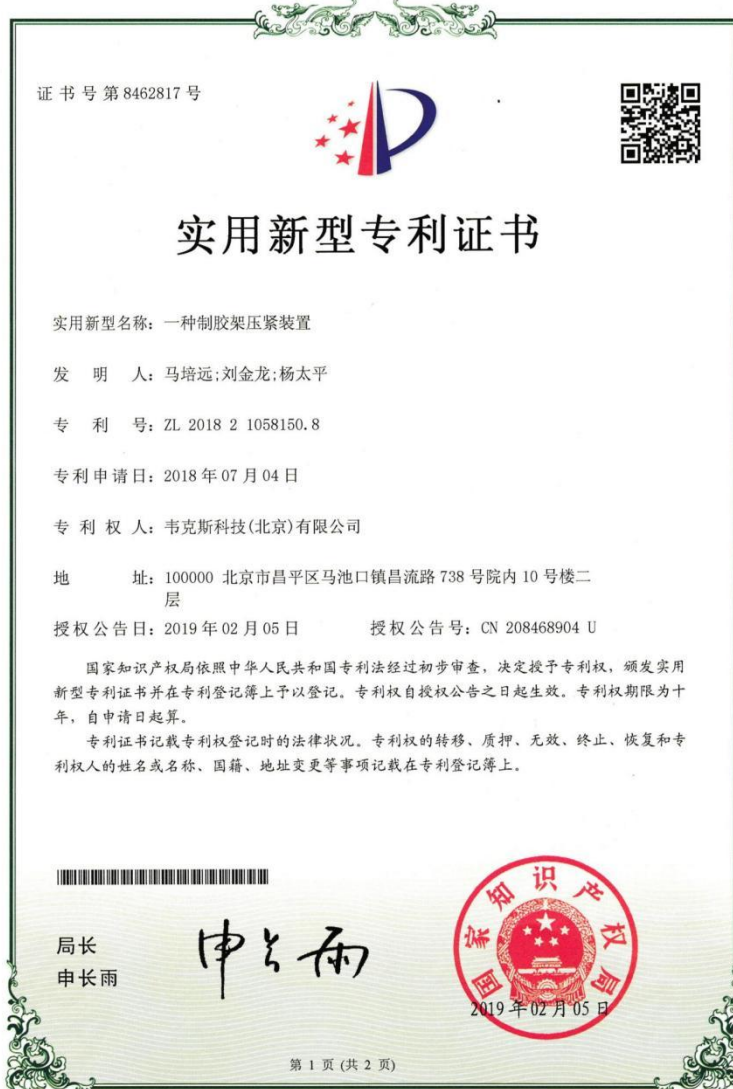 证书号第8462817号
实用新型专利证书
实用新型名称：一种制胶架压紧装置
发明人：马培远;刘金龙;杨太平
专利号：ZL 2018 2 1058150.8
专利申请日：2018年07月04日
专利权人：韦克斯科技(北京)有限公司
地址：100000 北京市昌平区马池口镇昌流路738号院内10号楼二
层
授权公告日：2019年02月05日 授权公告号：CN 208468904 U
国家知识产权局依照中华人民共和国专利法经过初步审查，决定授予专利权，颁发实用
新型专利证书并在专利登记簿上予以登记。专利权自授权公告之日起生效。专利权期限为十
年，自申请日起算。
专利证书记载专利权登记时的法律状况。专利权的转移、质押、无效、终止、恢复和专
利权人的姓名或名称、国籍、地址变更等事项记载在专利登记簿上。
局长
申长雨
申长雨
国家知识产权局
2019年02月05日
第 1 页 (共 2 页)